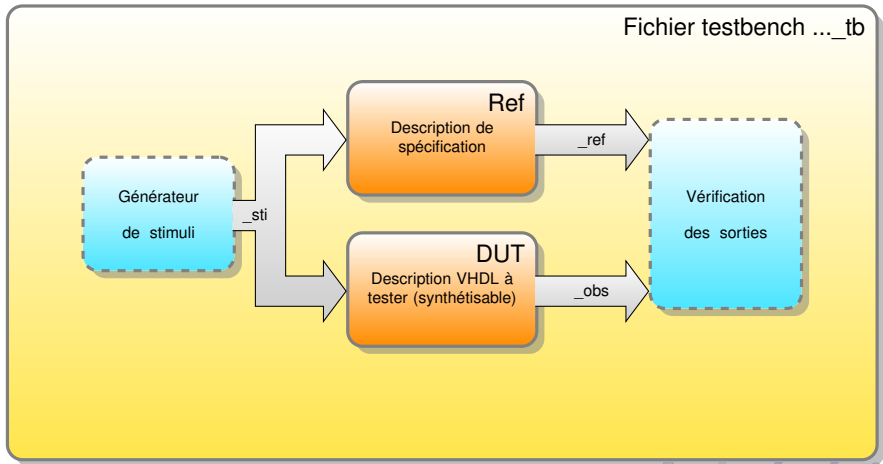 Fichier testbench ..._tb
Ref
Description de
spécification
_ref
Générateur
de stimuli
_sti
Vérification
des sorties
DUT
Description VHDL à
tester (synthétisable)
_obs